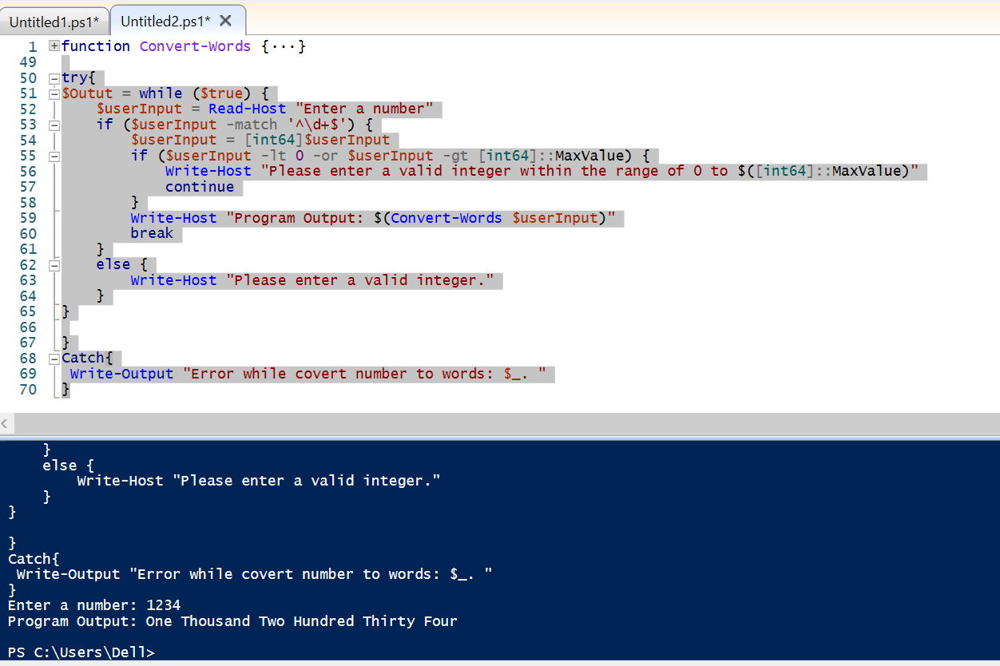 Untitled1.ps1*
Untitled2.ps1* X
1 function Convert-Words {...}
49
50 try{
51 $Outut = while ($true) {
52     $userInput = Read-Host "Enter a number"
53     if ($userInput -match '^\d+$') {
54         $userInput = [int64]$userInput
55         if ($userInput -lt 0 -or $userInput -gt [int64]::MaxValue) {
56             Write-Host "Please enter a valid integer within the range of 0 to $([int64]::MaxValue)"
57             continue
58         }
59         Write-Host "Program Output: $(Convert-Words $userInput)"
60         break
61     }
62     else {
63         Write-Host "Please enter a valid integer."
64     }
65 }
66
67 }
68 Catch{
69  Write-Output "Error while covert number to words: $_. "
70 }
    }
    else {
        Write-Host "Please enter a valid integer."
    }
}
}
Catch{
 Write-Output "Error while covert number to words: $_. "
}
Enter a number: 1234
Program Output: One Thousand Two Hundred Thirty Four
PS C:\Users\Dell>